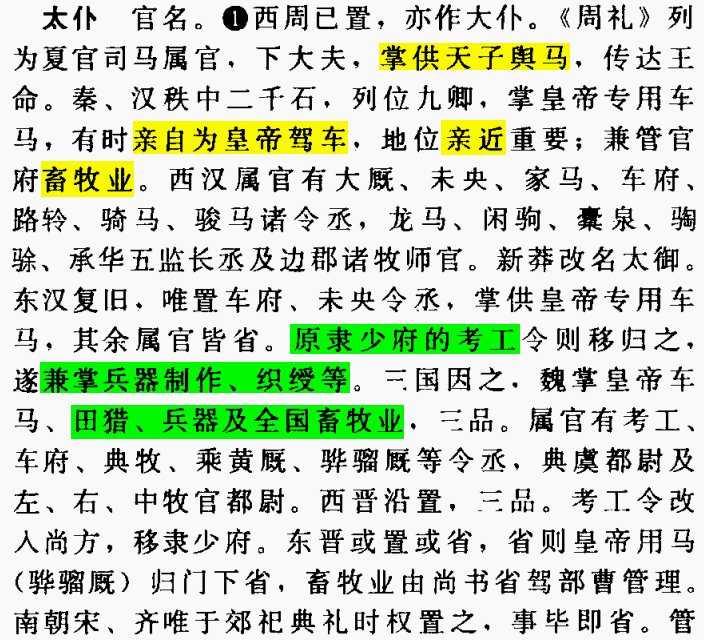 太仆 官名。❶西周已置，亦作大仆。《周礼》列
为夏官司马属官，下大夫，掌供天子舆马，传达王
命。秦、汉秩中二千石，列位九卿，掌皇帝专用车
马，有时亲自为皇帝驾车，地位亲近重要；兼管官
府畜牧业。西汉属官有大厩、未央、家马、车府、
路軨、骑马、骏马诸令丞，龙马、闲驹、橐泉、騊
駼、承华五监长丞及边郡诸牧师官。新莽改名太御。
东汉复旧，唯置车府、未央令丞，掌供皇帝专用车
马，其余属官皆省。原隶少府的考工令则移归之，
遂兼掌兵器制作、织绶等。三国因之，魏掌皇帝车
马、田猎、兵器及全国畜牧业，三品。属官有考工、
车府、典牧、乘黄厩、骅骝厩等令丞，典虞都尉及
左、右、中牧官都尉。西晋沿置，三品。考工令改
入尚方，移隶少府。东晋或置或省，省则皇帝用马
（骅骝厩）归门下省，畜牧业由尚书省驾部曹管理。
南朝宋、齐唯于郊祀典礼时权置之，事毕即省。管